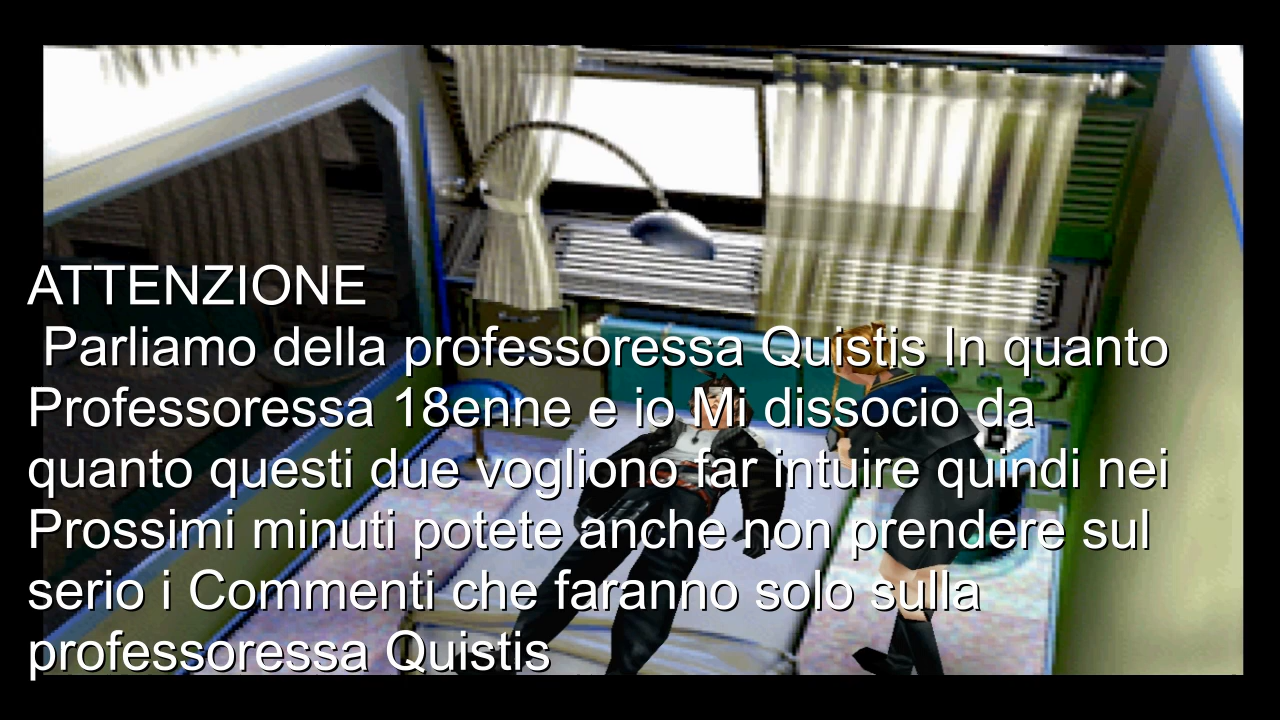 ATTENZIONE
Parliamo della professoressa Quistis In quanto
Professoressa 18enne e io Mi dissocio da
quanto questi due vogliono far intuire quindi nei
Prossimi minuti potete anche non prendere sul
serio i Commenti che faranno solo sulla
professoressa Quistis